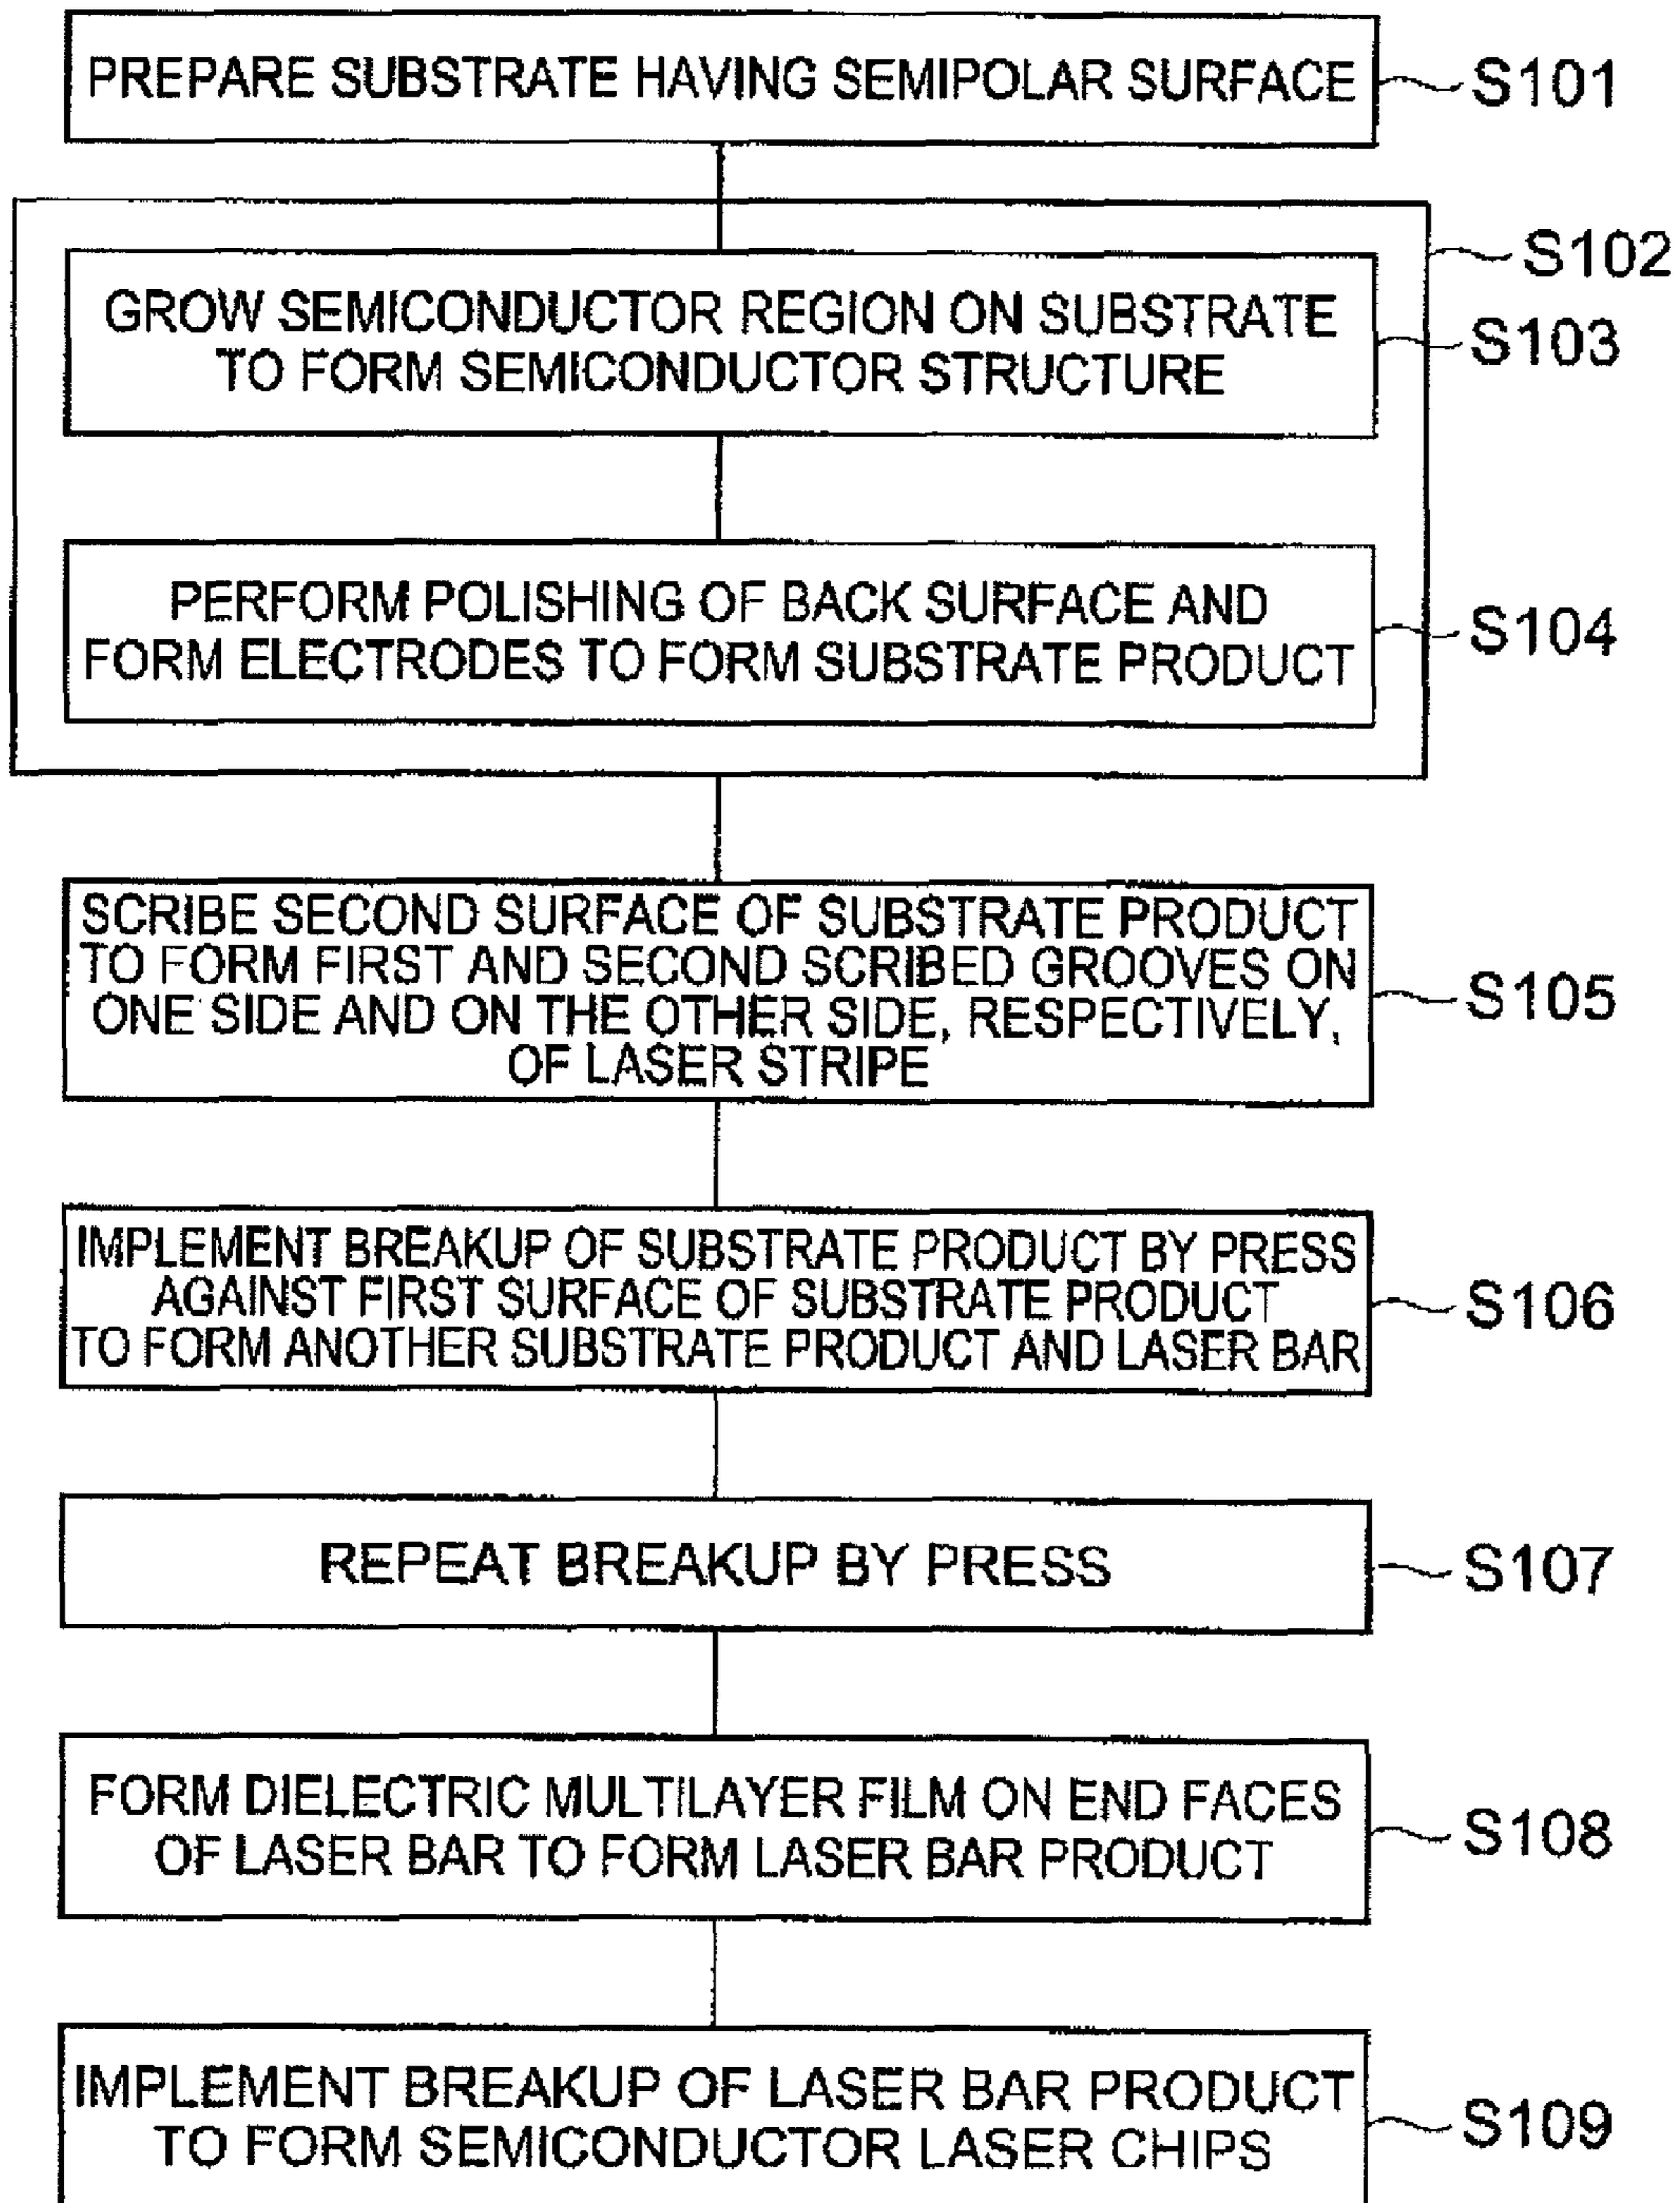 PREPARE SUBSTRATE HAVING SEMIPOLAR SURFACE
S101
S102
GROW SEMICONDUCTOR REGION ON SUBSTRATE
TO FORM SEMICONDUCTOR STRUCTURE
S103
PERFORM POLISHING OF BACK SURFACE AND
FORM ELECTRODES TO FORM SUBSTRATE PRODUCT
S104
SCRIBE SECOND SURFACE OF SUBSTRATE PRODUCT
TO FORM FIRST AND SECOND SCRIBED GROOVES ON
ONE SIDE AND ON THE OTHER SIDE, RESPECTIVELY,
OF LASER STRIPE
S105
IMPLEMENT BREAKUP OF SUBSTRATE PRODUCT BY PRESS
AGAINST FIRST SURFACE OF SUBSTRATE PRODUCT
TO FORM ANOTHER SUBSTRATE PRODUCT AND LASER BAR
S106
REPEAT BREAKUP BY PRESS
S107
FORM DIELECTRIC MULTILAYER FILM ON END FACES
OF LASER BAR TO FORM LASER BAR PRODUCT
S108
IMPLEMENT BREAKUP OF LASER BAR PRODUCT
TO FORM SEMICONDUCTOR LASER CHIPS
S109